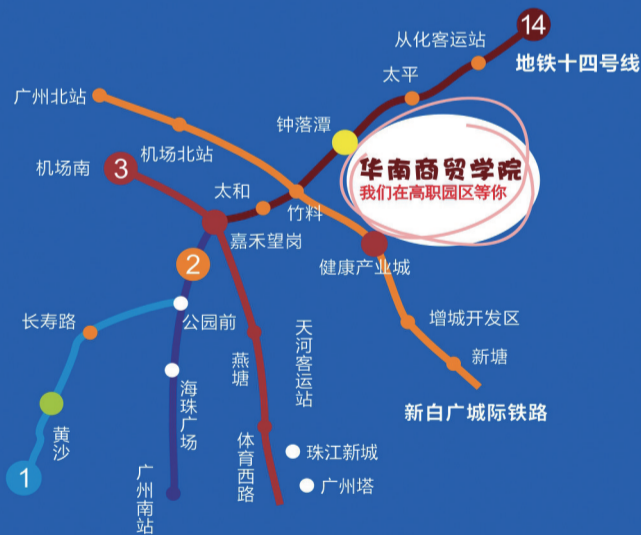 14
从化客运站
地铁十四号线
太平
广州北站
钟落潭
机场北站
3
机场南
华南商贸学院
我们在高职园区等你
太和
竹料
嘉禾望岗
健康产业城
2
长寿路
公园前
增城开发区
天河客运站
燕塘
新塘
海珠广场
新白广城际铁路
黄沙
体育西路
珠江新城
1
广州南站
广州塔